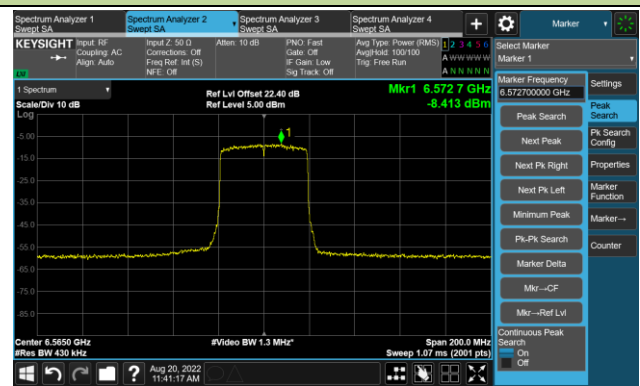 Spectrum Analyzer 1
Swept SA
Spectrum Analyzer 2
Swept SA
Spectrum Analyzer 3
Swept SA
Spectrum Analyzer 4
Swept SA
+
Marker
KEYSIGHT
Input: RF
Coupling: AC
Align: Auto
Input Z: 50 Ω
Corrections: Off
Freq Ref: Int (S)
NFE: Off
Atten: 10 dB
PNO: Fast
Gate: Off
IF Gain: Low
Sig Track: Off
Avg Type: Power (RMS)
Avg|Hold: 100/100
Trig: Free Run
1 2 3 4 5 6
A W W W W W
A N N N N N
LXI
Select Marker
Marker 1
1 Spectrum
Scale/Div 10 dB
Log
Ref Lvl Offset 22.40 dB
Ref Level 5.00 dBm
Mkr1 6.572 7 GHz
-8.413 dBm
1
-5.00
-15.0
-25.0
-35.0
-45.0
-55.0
-65.0
-75.0
-85.0
Center 6.5650 GHz
#Res BW 430 kHz
#Video BW 1.3 MHz*
Span 200.0 MHz
Sweep 1.07 ms (2001 pts)
Marker Frequency
6.572700000 GHz
Peak Search
Next Peak
Next Pk Right
Next Pk Left
Minimum Peak
Pk-Pk Search
Marker Delta
Mkr→CF
Mkr→Ref Lvl
Continuous Peak
Search
On
Off
Settings
Peak
Search
Pk Search
Config
Properties
Marker
Function
Marker→
Counter
?
Aug 20, 2022
11:41:17 AM